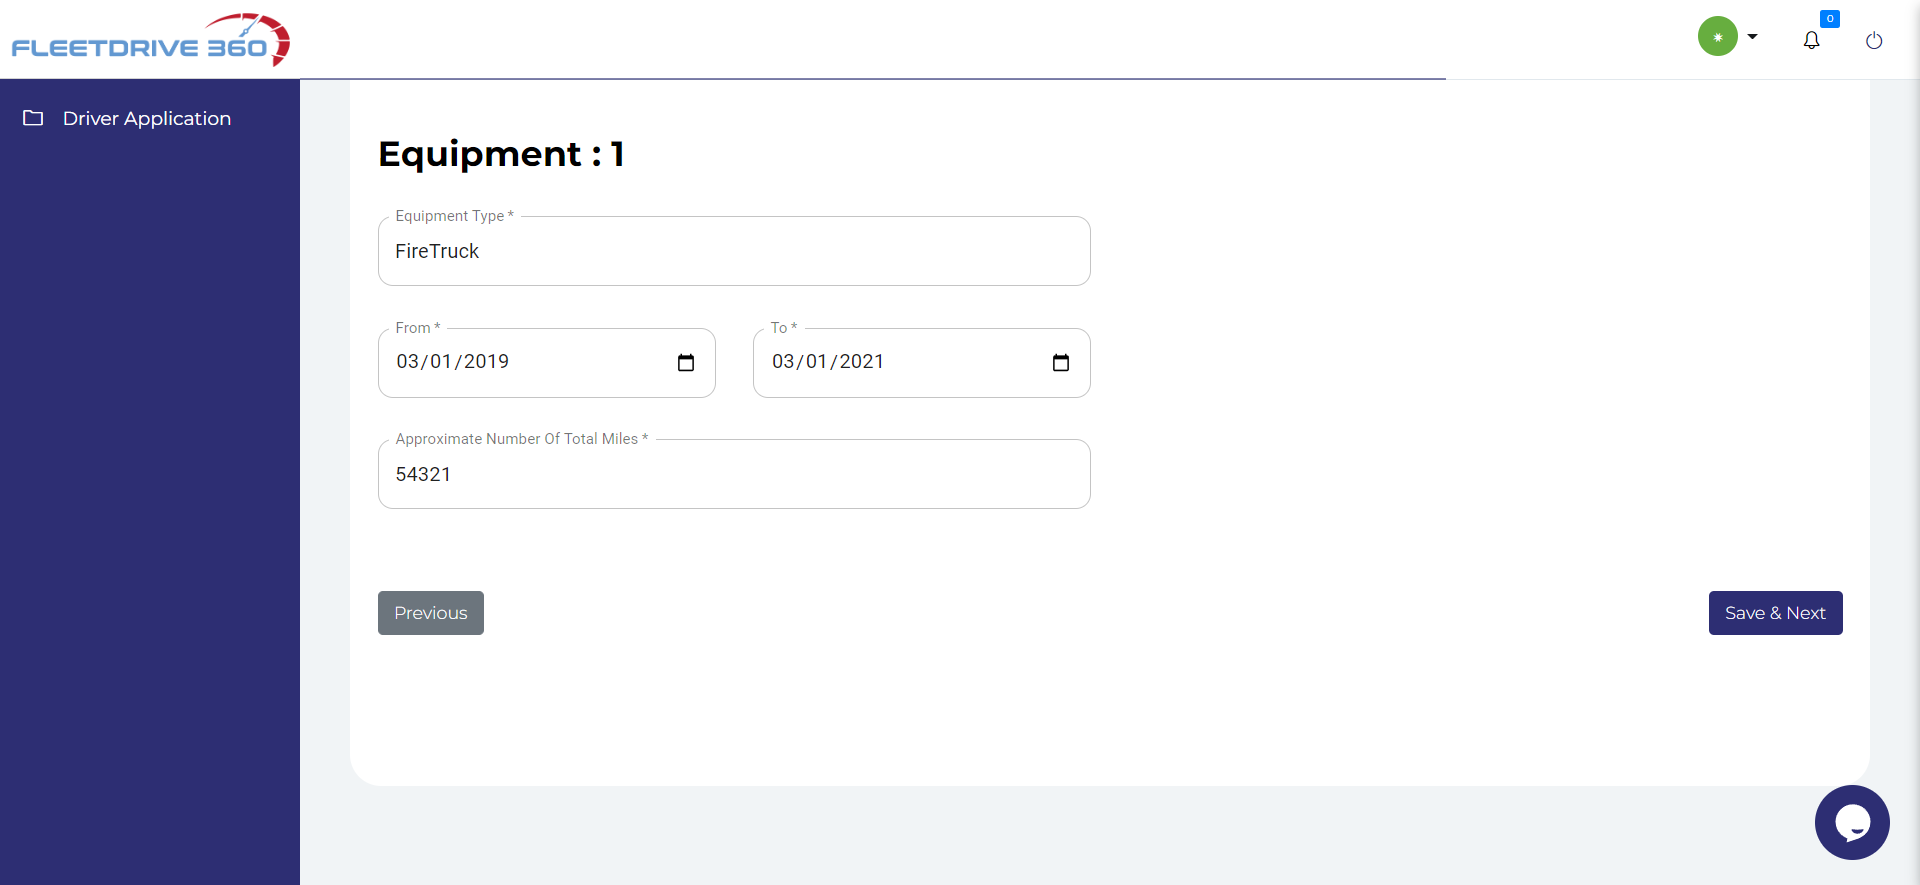 FLEETDRIVE 360
0
Driver Application
Equipment : 1
Equipment Type *
FireTruck
From *
03/01/2019
To *
03/01/2021
Approximate Number Of Total Miles *
54321
Previous
Save & Next